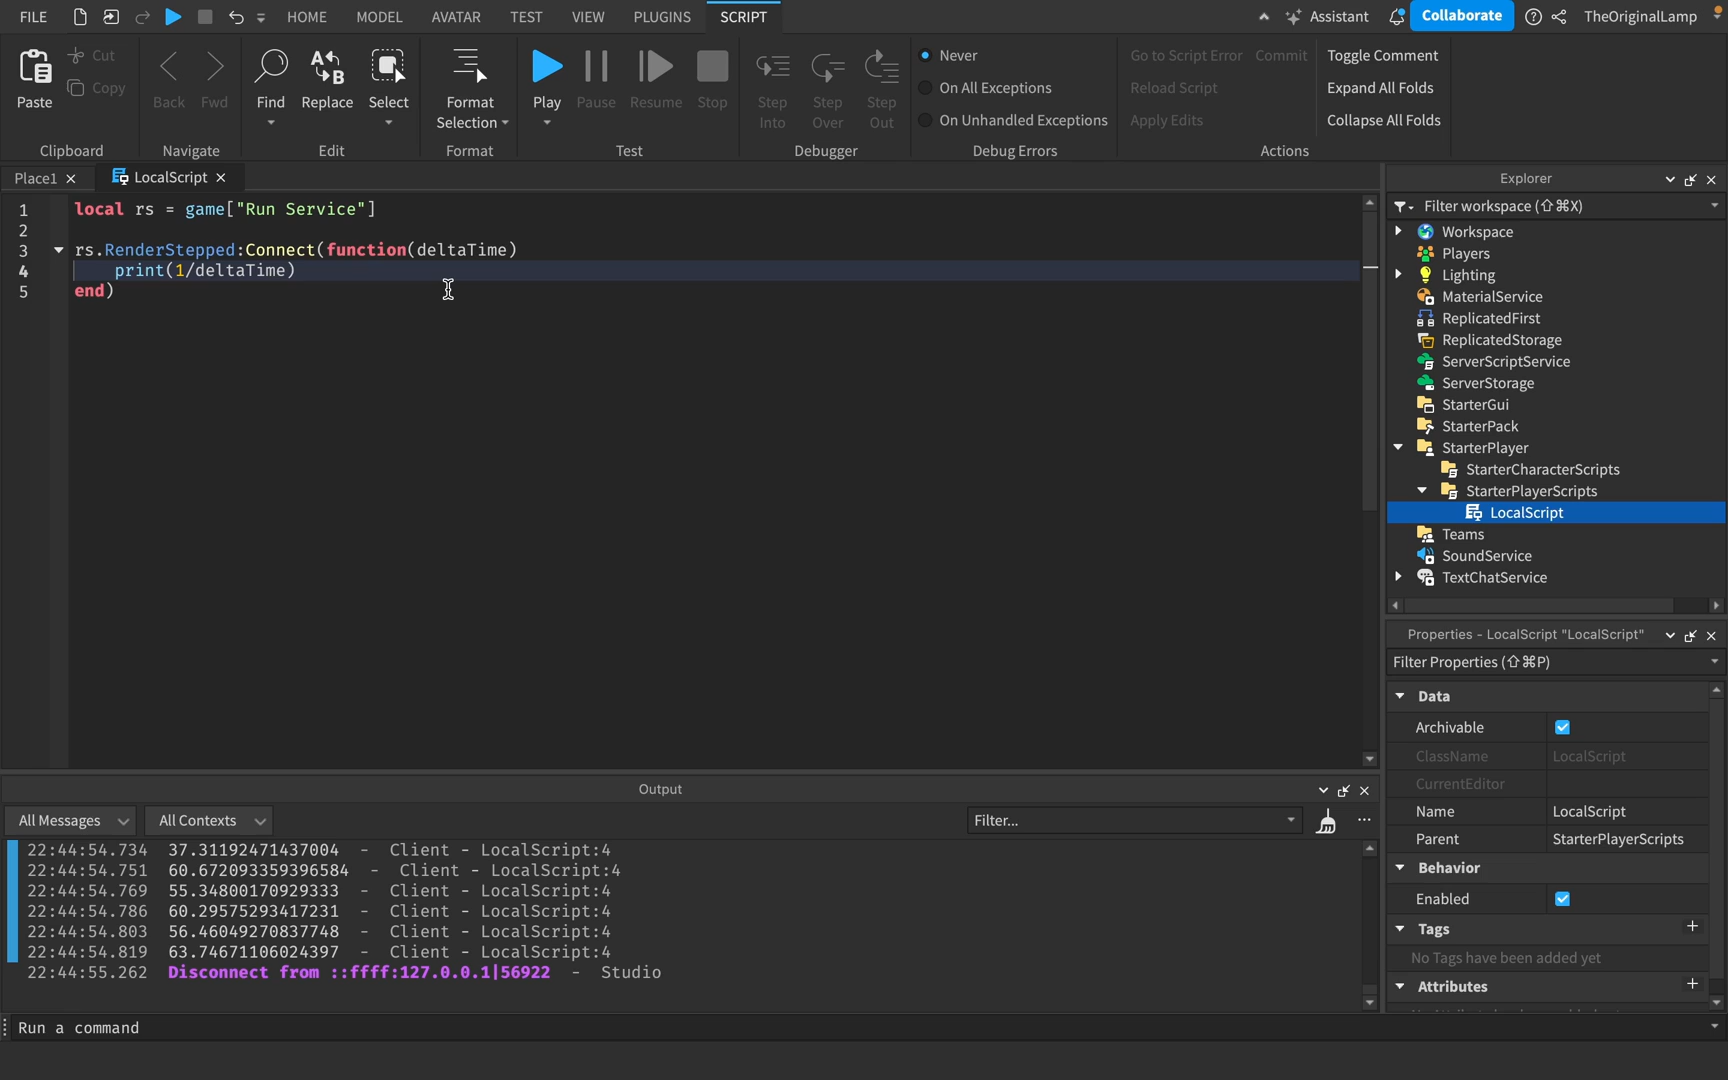 FILE HOME MODEL AVATAR TEST VIEW PLUGINS SCRIPT Assistant Collaborate TheOriginalLamp
Paste Cut Copy
Clipboard
Back Fwd
Navigate
Find Replace Select
Edit
Format Selection
Format
Play Pause Resume Stop
Test
Step Into Step Over Step Out
Debugger
Never
On All Exceptions
On Unhandled Exceptions
Debug Errors
Go to Script Error Commit
Reload Script
Apply Edits
Toggle Comment
Expand All Folds
Collapse All Folds
Actions
Place1 LocalScript
1 local rs = game["Run Service"]
2
3 rs.RenderStepped:Connect(function(deltaTime)
4 print(1/deltaTime)
5 end)
Output
All Messages All Contexts Filter...
22:44:54.734 37.31192471437004 - Client - LocalScript:4
22:44:54.751 60.672093359396584 - Client - LocalScript:4
22:44:54.769 55.34800170929333 - Client - LocalScript:4
22:44:54.786 60.29575293417231 - Client - LocalScript:4
22:44:54.803 56.46049270837748 - Client - LocalScript:4
22:44:54.819 63.74671106024397 - Client - LocalScript:4
22:44:55.262 Disconnect from ::ffff:127.0.0.1|56922 - Studio
Run a command
Explorer
Filter workspace (⇧⌘X)
Workspace
Players
Lighting
MaterialService
ReplicatedFirst
ReplicatedStorage
ServerScriptService
ServerStorage
StarterGui
StarterPack
StarterPlayer
StarterCharacterScripts
StarterPlayerScripts
LocalScript
Teams
SoundService
TextChatService
Properties - LocalScript "LocalScript"
Filter Properties (⇧⌘P)
Data
Archivable
ClassName LocalScript
CurrentEditor
Name LocalScript
Parent StarterPlayerScripts
Behavior
Enabled
Tags
No Tags have been added yet
Attributes